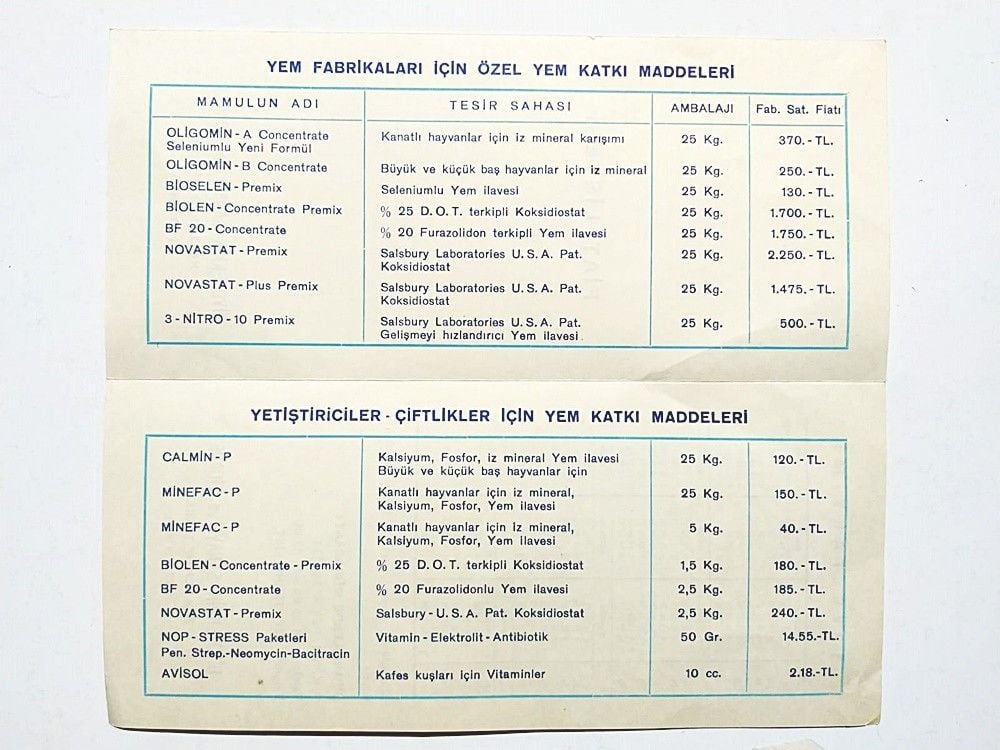 YEM FABRİKALARI İÇİN ÖZEL YEM KATKI MADDELERİ
MAMULUN ADI TESİR SAHASI AMBALAJI Fab. Sat. Fiatı
OLİGOMİN - A Concentrate Kanatlı hayvanlar için iz mineral karışımı 25 Kg. 370.- TL.
Seleniumlu Yeni Formül
OLİGOMİN - B Concentrate Büyük ve küçük baş hayvanlar için iz mineral 25 Kg. 250.- TL.
BİOSELEN - Premix Seleniumlu Yem ilavesi 25 Kg. 130.- TL.
BIOLEN - Concentrate Premix % 25 D. O. T. terkipli Koksidiostat 25 Kg. 1.700.- TL.
BF 20 - Concentrate % 20 Furazolidon terkipli Yem ilavesi 25 Kg. 1.750.- TL.
NOVASTAT - Premix Salsbury Laboratories U. S. A. Pat. 25 Kg. 2.250.- TL.
Koksidiostat
NOVASTAT - Plus Premix Salsbury Laboratories U. S. A. Pat. 25 Kg. 1.475.- TL.
Koksidiostat
3 - NİTRO - 10 Premix Salsbury Laboratories U. S. A. Pat. 25 Kg. 500.- TL.
Gelişmeyi hızlandırıcı Yem ilavesi.
YETİŞTİRİCİLER - ÇİFTLİKLER İÇİN YEM KATKI MADDELERİ
CALMİN - P Kalsiyum, Fosfor, iz mineral Yem ilavesi 25 Kg. 120.- TL.
Büyük ve küçük baş hayvanlar için
MİNEFAC - P Kanatlı hayvanlar için iz mineral, 25 Kg. 150.- TL.
Kalsiyum, Fosfor, Yem ilavesi
MİNEFAC - P Kanatlı hayvanlar için iz mineral, 5 Kg. 40.- TL.
Kalsiyum, Fosfor, Yem ilavesi
BİOLEN - Concentrate - Premix % 25 D. O. T. terkipli Koksidiostat 1,5 Kg. 180.- TL.
BF 20 - Concentrate % 20 Furazolidonlu Yem ilavesi 2,5 Kg. 185.- TL.
NOVASTAT - Premix Salsbury - U. S. A. Pat. Koksidiostat 2,5 Kg. 240.- TL.
NOP - STRESS Paketleri Vitamin - Elektrolit - Antibiotik 50 Gr. 14.55.-TL.
Pen. Strep.-Neomycin-Bacitracin
AVİSOL Kafes kuşları için Vitaminler 10 cc. 2.18.-TL.